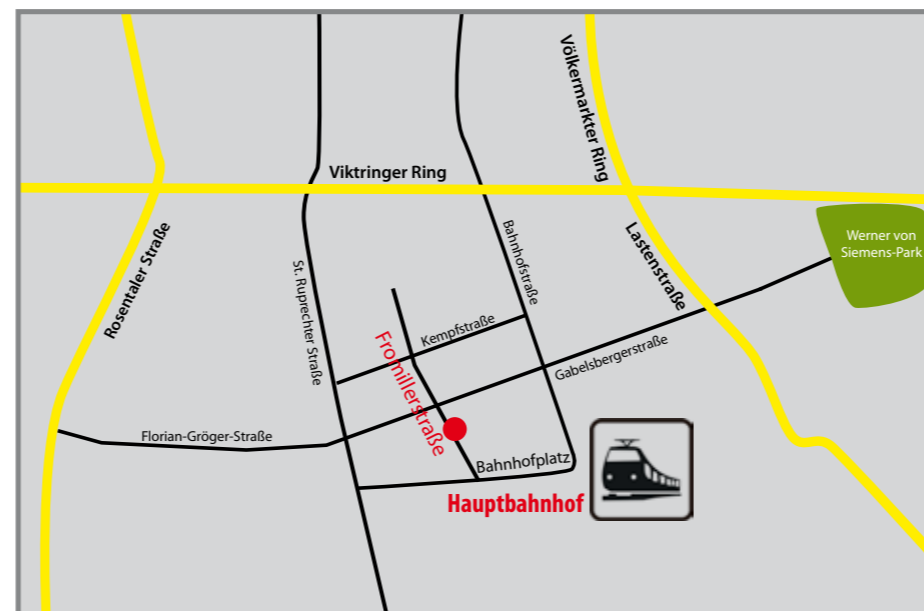 Völkermarkter Ring
Viktringer Ring
Rosentaler Straße
St. Ruprechter Straße
Bahnhofstraße
Lastenstraße
Werner von
Siemens-Park
Kempfstraße
Fromillerstraße
Gabelsbergerstraße
Florian-Gröger-Straße
Bahnhofplatz
Hauptbahnhof